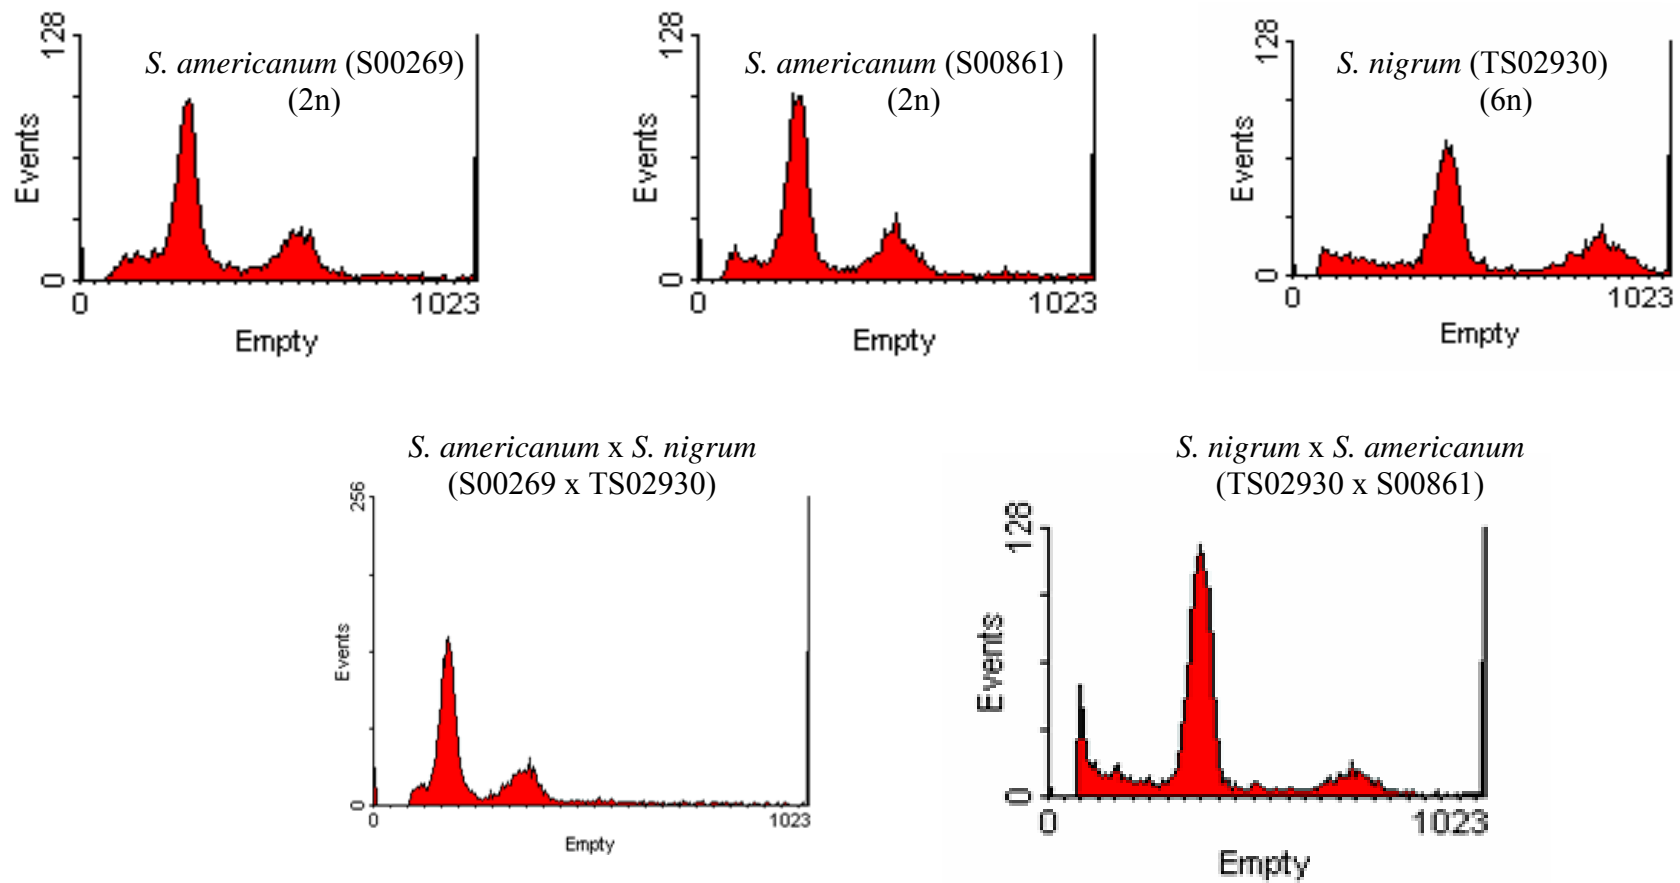 128
S. americanum (S00269)
(2n)
Events
0
0 1023
Empty
128
S. americanum (S00861)
(2n)
Events
0
0 1023
Empty
128
S. nigrum (TS02930)
(6n)
Events
0
0 1023
Empty
S. americanum x S. nigrum
(S00269 x TS02930)
256
Events
0
0 1023
Empty
S. nigrum x S. americanum
(TS02930 x S00861)
128
Events
0
0 1023
Empty